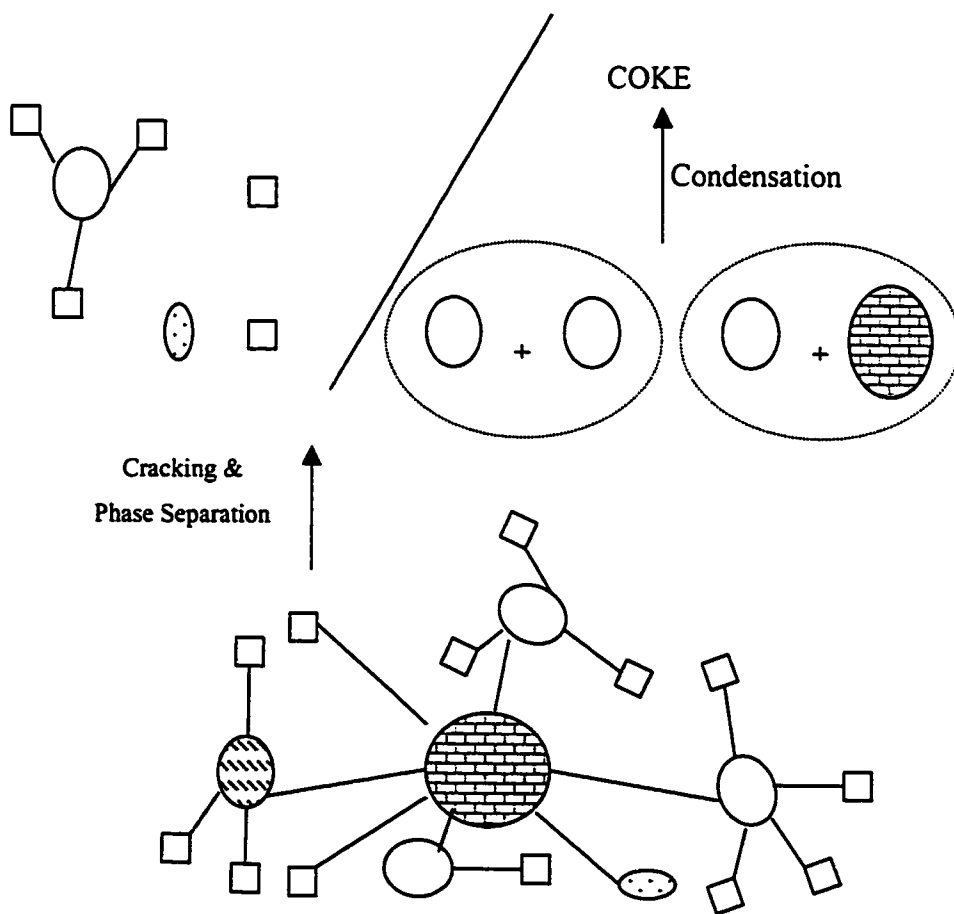 COKE
Condensation
+
+
Cracking &
Phase Separation